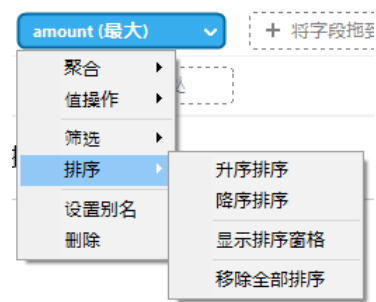 amount (最大)
+ 将字段拖到
聚合
值操作
筛选
排序
设置别名
删除
升序排序
降序排序
显示排序窗格
移除全部排序